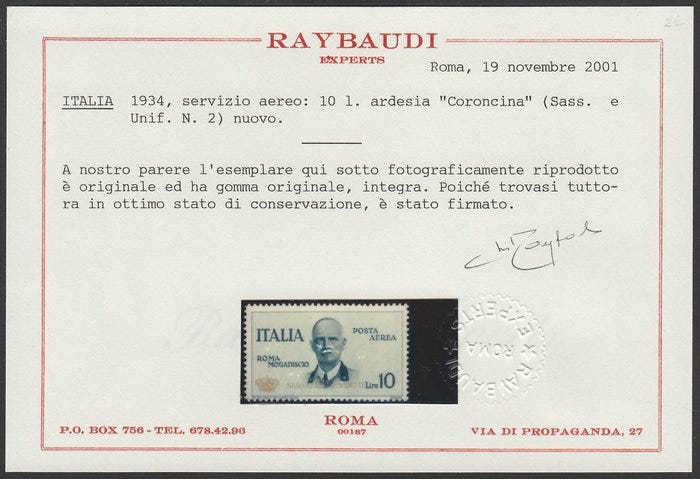 RAYBAUDI
EXPERTS
Roma, 19 novembre 2001
ITALIA 1934, servizio aereo: 10 l. ardesia "Coroncina" (Sass. e
Unif. N. 2) nuovo.
A nostro parere l'esemplare qui sotto fotograficamente riprodotto
è originale ed ha gomma originale, integra. Poiché trovasi tutto-
ra in ottimo stato di conservazione, è stato firmato.
ITALIA
POSTA
AEREA
ROMA
MOGADISCIO
Lire 10
RAYBAUDI ★ EXPERTS ★
ROMA
ROMA
00187
P.O. BOX 756 - TEL. 678.42.96
VIA DI PROPAGANDA, 27